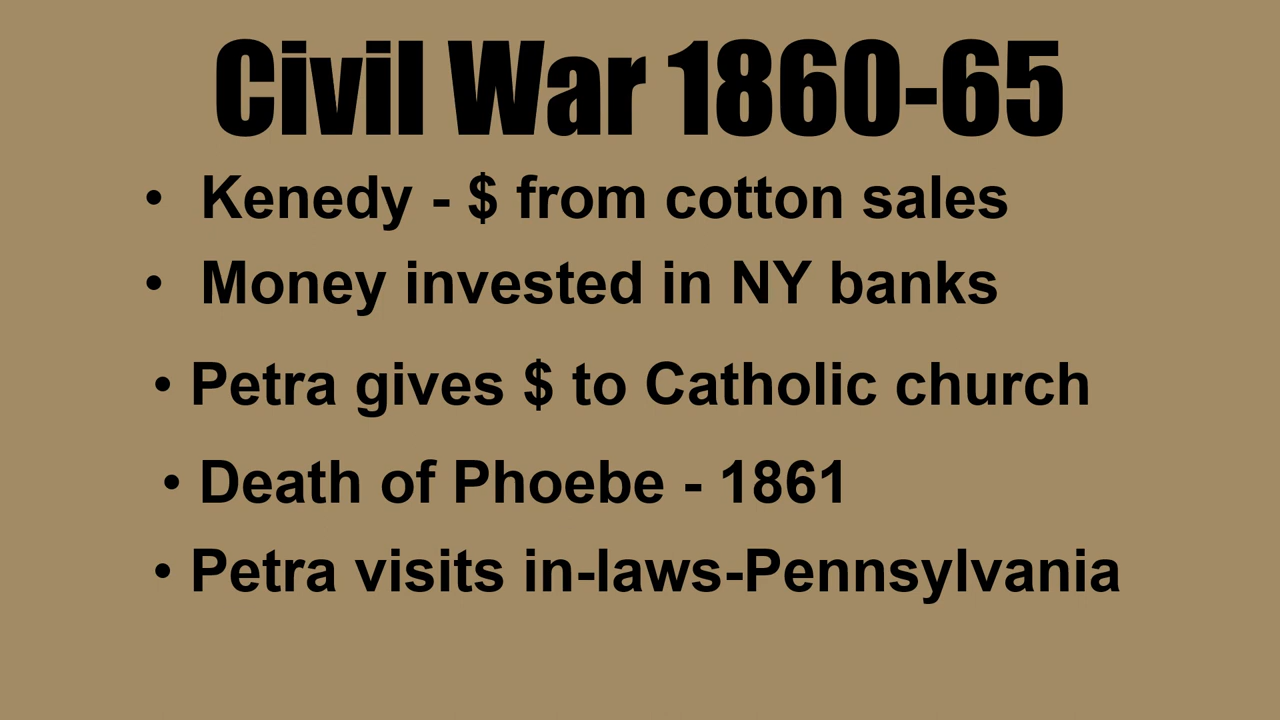 Civil War 1860-65
• Kenedy - $ from cotton sales
• Money invested in NY banks
• Petra gives $ to Catholic church
• Death of Phoebe - 1861
• Petra visits in-laws-Pennsylvania